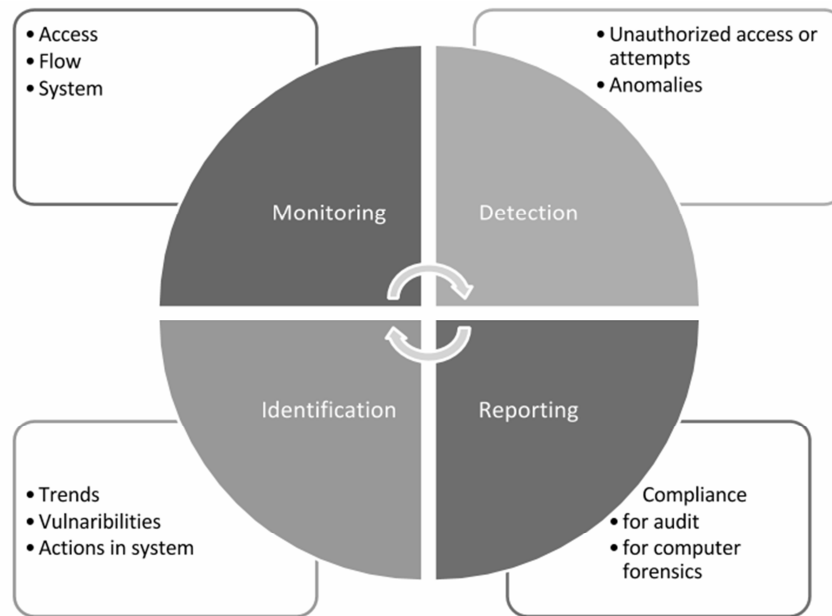 • Access
• Flow
• System
• Unauthorized access or
attempts
• Anomalies
Monitoring
Detection
Identification
Reporting
• Trends
• Vulnaribilities
• Actions in system
Compliance
• for audit
• for computer
forensics